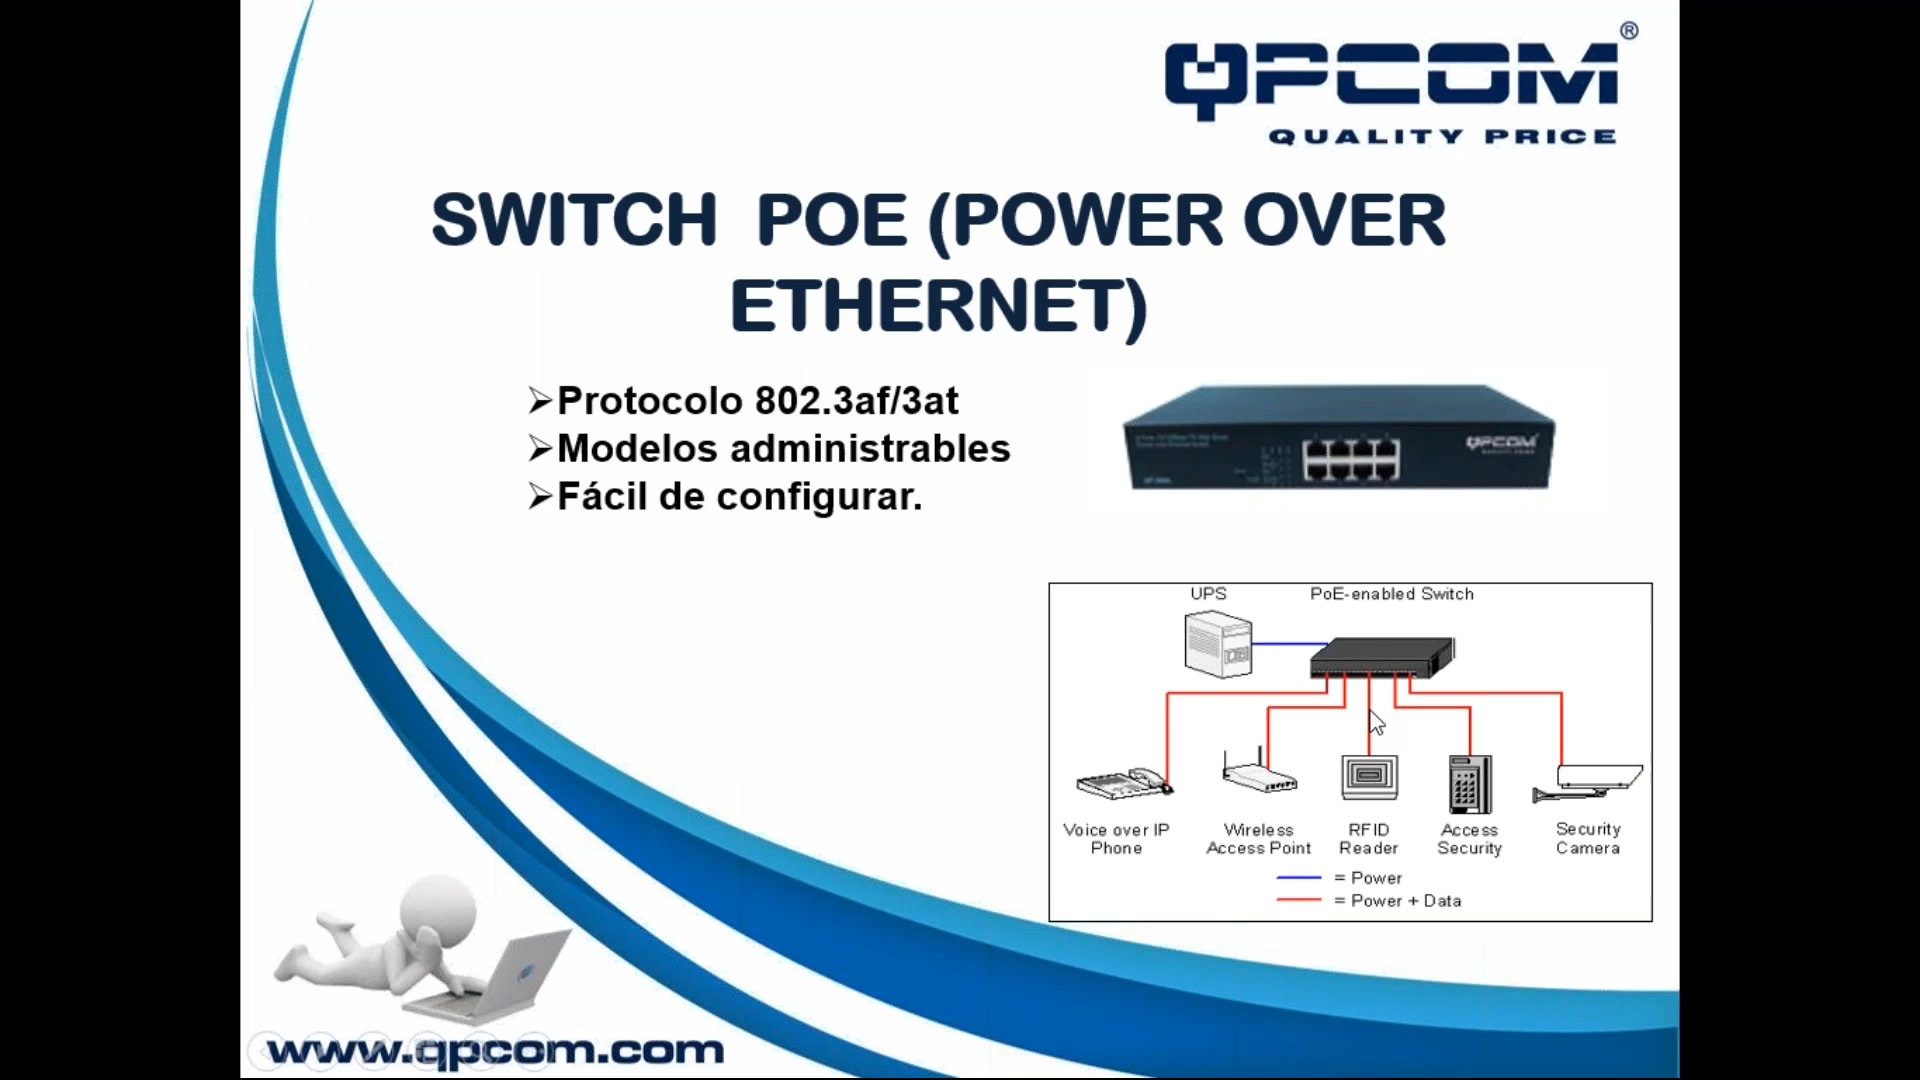 QPCOM®
QUALITY PRICE
SWITCH POE (POWER OVER
ETHERNET)
➢Protocolo 802.3af/3at
➢Modelos administrables
➢Fácil de configurar.
QPCOM
UPS
PoE-enabled Switch
Voice over IP
Phone
Wireless
Access Point
RFID
Reader
Access
Security
Security
Camera
= Power
= Power + Data
www.qpcom.com